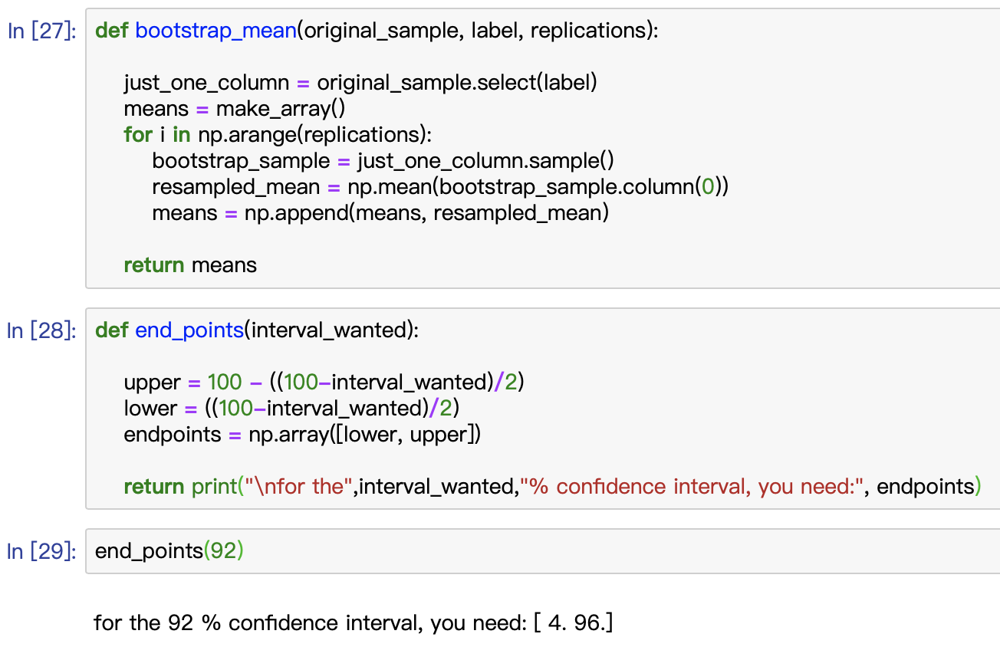 In [27]: def bootstrap_mean(original_sample, label, replications):
just_one_column = original_sample.select(label)
means = make_array()
for i in np.arange(replications):
bootstrap_sample = just_one_column.sample()
resampled_mean = np.mean(bootstrap_sample.column(0))
means = np.append(means, resampled_mean)
return means
In [28]: def end_points(interval_wanted):
upper = 100 - ((100-interval_wanted)/2)
lower = ((100-interval_wanted)/2)
endpoints = np.array([lower, upper])
return print("\nfor the",interval_wanted,"% confidence interval, you need:", endpoints)
In [29]: end_points(92)
for the 92 % confidence interval, you need: [ 4. 96.]